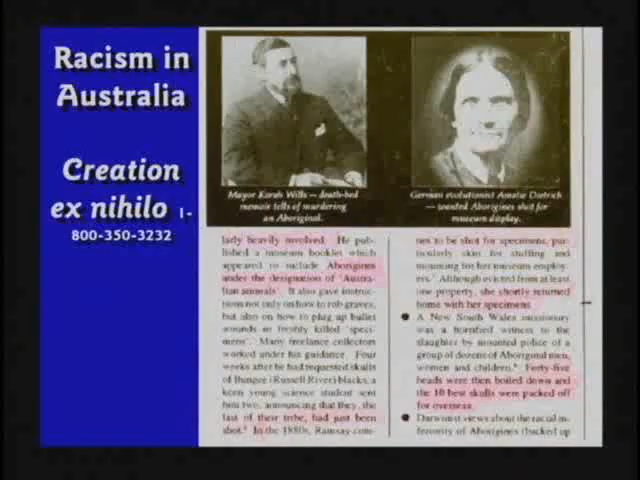 Racism in
Australia
Creation
ex nihilo 1-
800-350-3232
Mayor Korah Wills — death-bed
memoir tells of murdering
an Aboriginal.
German evolutionist Amalie Dietrich
— wanted Aborigines shot for
museum display.
larly heavily involved. He pub-
lished a museum booklet which
appeared to include Aborigines
under the designation of 'Austra-
lian animals'. It also gave instruc-
tions not only on how to rob graves,
but also on how to plug up bullet
wounds in freshly killed 'speci-
mens'. Many freelance collectors
worked under his guidance. Four
weeks after he had requested skulls
of Bungee (Russell River) blacks, a
keen young science student sent
him two, announcing that they, the
last of their tribe, had just been
shot. In the 1880s, Ramsay com-
nes to be shot for specimens, par-
ticularly skin for stuffing and
mounting for her museum employ-
ers. Although evicted from at least
one property, she shortly returned
home with her specimens.
● A New South Wales missionary
was a horrified witness to the
slaughter by mounted police of a
group of dozens of Aboriginal men,
women and children. Forty-five
heads were then boiled down and
the 10 best skulls were packed off
for overseas.
● Darwinist views about the racial in-
feriority of Aborigines (backed up